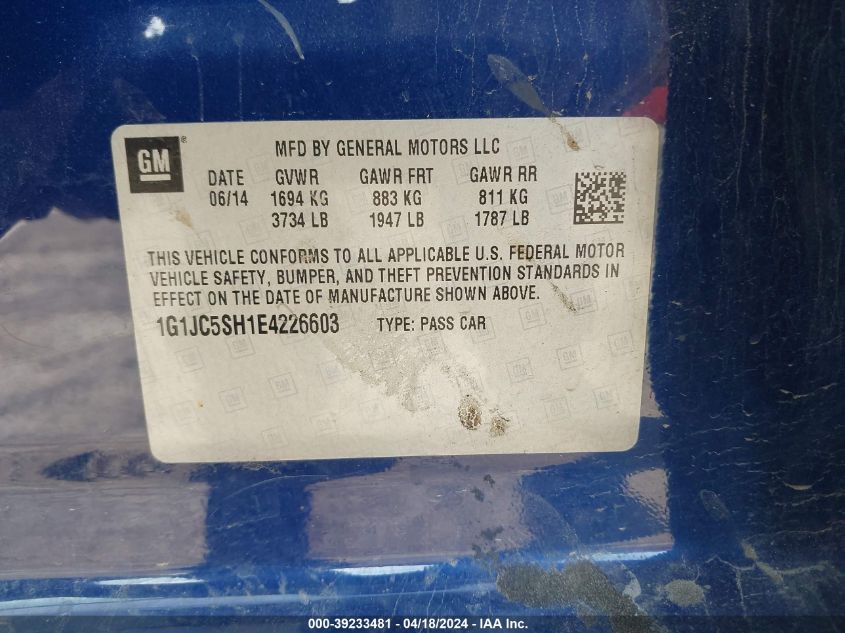 GM®
MFD BY GENERAL MOTORS LLC
DATE GVWR GAWR FRT GAWR RR
06/14 1694 KG 883 KG 811 KG
3734 LB 1947 LB 1787 LB
THIS VEHICLE CONFORMS TO ALL APPLICABLE U.S. FEDERAL MOTOR
VEHICLE SAFETY, BUMPER, AND THEFT PREVENTION STANDARDS IN
EFFECT ON THE DATE OF MANUFACTURE SHOWN ABOVE.
1G1JC5SH1E4226603 TYPE: PASS CAR
000-39233481 - 04/18/2024 - IAA Inc.